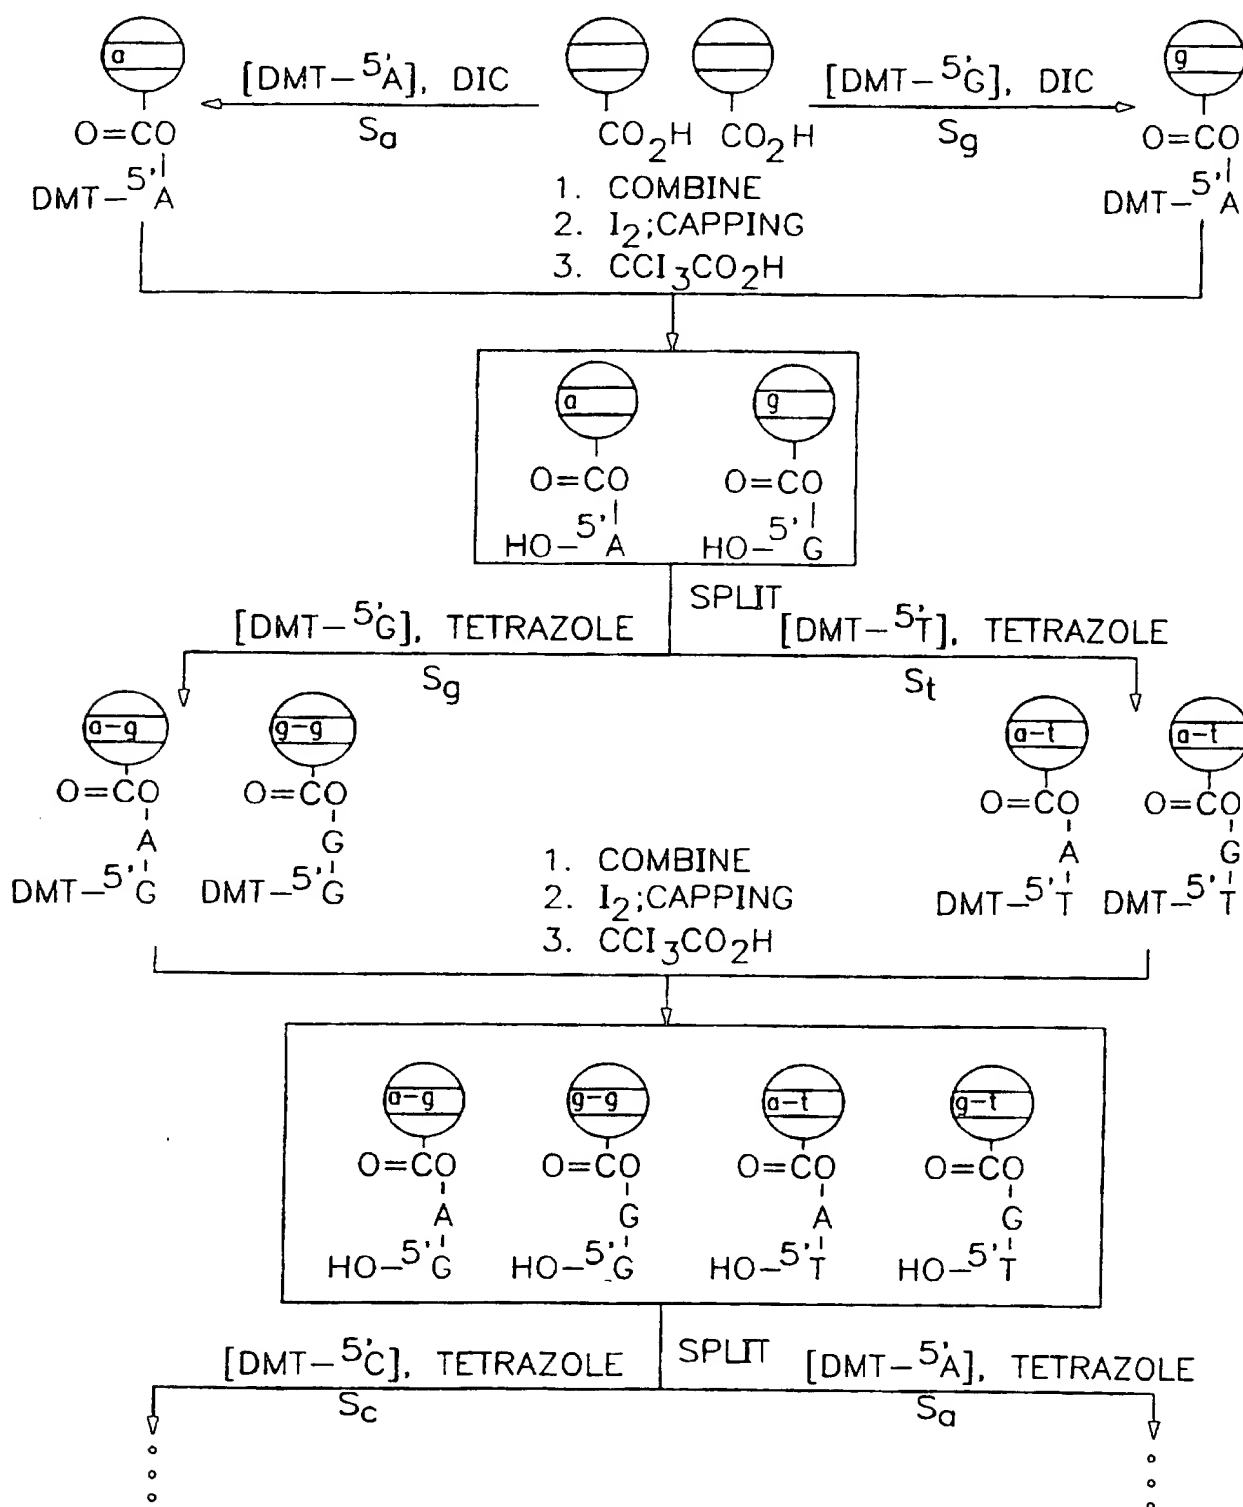 a
g
[DMT-5'A], DIC
[DMT-5'G], DIC
Sa
Sg
O=CO
CO2H CO2H
O=CO
DMT-5'A
DMT-5'A
1. COMBINE
2. I2;CAPPING
3. CCl3CO2H
a
g
O=CO
O=CO
HO-5'A
HO-5'G
SPLIT
[DMT-5'G], TETRAZOLE
[DMT-5'T], TETRAZOLE
Sg
St
a-g
g-g
a-t
a-t
O=CO
O=CO
O=CO
O=CO
A
G
A
G
DMT-5'G
DMT-5'G
DMT-5'T
DMT-5'T
1. COMBINE
2. I2;CAPPING
3. CCl3CO2H
a-g
g-g
a-t
g-t
O=CO
O=CO
O=CO
O=CO
A
G
A
G
HO-5'G
HO-5'G
HO-5'T
HO-5'T
SPLIT
[DMT-5'C], TETRAZOLE
[DMT-5'A], TETRAZOLE
Sc
Sa